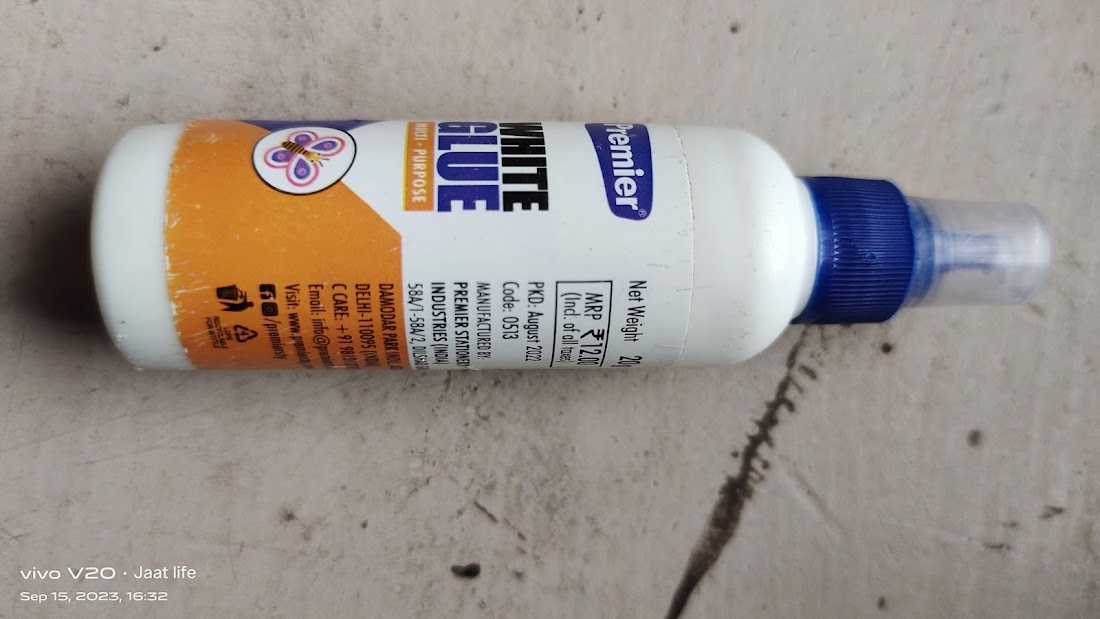 Premier®
WHITE
GLUE
MULTI-PURPOSE
Net Weight 20g
MRP ₹12.00
(Incl. of all taxes)
PKD: August 2022
Code: 0513
MANUFACTURED BY:
PREMIER STATIONERY
INDUSTRIES (INDIA)
58A/1-58A/2,
DAMODAR PARK
DELHI-110095
C CARE: +91
Email: info@
Visit: www.
vivo V20 · Jaat life
Sep 15, 2023, 16:32